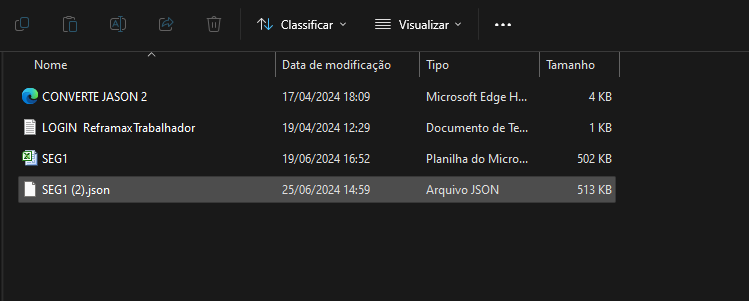 Classificar Visualizar
Nome Data de modificação Tipo Tamanho
CONVERTE JASON 2 17/04/2024 18:09 Microsoft Edge H... 4 KB
LOGIN ReframaxTrabalhador 19/04/2024 12:29 Documento de Te... 1 KB
SEG1 19/06/2024 16:52 Planilha do Micro... 502 KB
SEG1 (2).json 25/06/2024 14:59 Arquivo JSON 513 KB